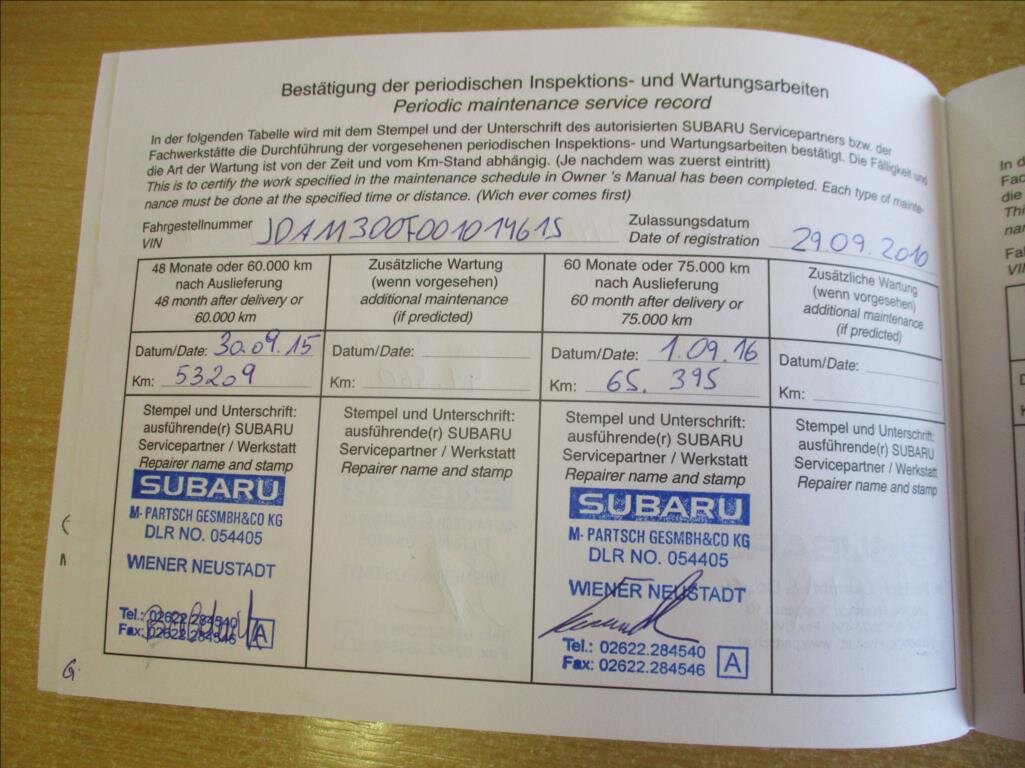 Bestätigung der periodischen Inspektions- und Wartungsarbeiten
Periodic maintenance service record
In der folgenden Tabelle wird mit dem Stempel und der Unterschrift des autorisierten SUBARU Servicepartners bzw. der
Fachwerkstätte die Durchführung der vorgesehenen periodischen Inspektions- und Wartungsarbeiten bestätigt. Die Fälligkeit und
die Art der Wartung ist von der Zeit und vom Km-Stand abhängig. (Je nachdem was zuerst eintritt)
This is to certify the work specified in the maintenance schedule in Owner 's Manual has been completed. Each type of mainte-
nance must be done at the specified time or distance. (Wich ever comes first)
Fahrgestellnummer JDAM300F001014615 Zulassungsdatum
VIN Date of registration 29.09.2010
48 Monate oder 60.000 km
nach Auslieferung
48 month after delivery or
60.000 km
Zusätzliche Wartung
(wenn vorgesehen)
additional maintenance
(if predicted)
60 Monate oder 75.000 km
nach Auslieferung
60 month after delivery or
75.000 km
Zusätzliche Wartung
(wenn vorgesehen)
additional maintenance
(if predicted)
Datum/Date: 30.09.15
Km: 53209
Datum/Date:
Km:
Datum/Date: 1.09.16
Km: 65.395
Datum/Date:
Km:
Stempel und Unterschrift:
ausführende(r) SUBARU
Servicepartner / Werkstatt
Repairer name and stamp
SUBARU
M. PARTSCH GESMBH&CO KG
DLR NO. 054405
WIENER NEUSTADT
Tel.: 02622.284540
Fax: 02622.284546 A
Stempel und Unterschrift:
ausführende(r) SUBARU
Servicepartner / Werkstatt
Repairer name and stamp
Stempel und Unterschrift:
ausführende(r) SUBARU
Servicepartner / Werkstatt
Repairer name and stamp
SUBARU
M. PARTSCH GESMBH&CO KG
DLR NO. 054405
WIENER NEUSTADT
Tel.: 02622.284540
Fax: 02622.284546 A
Stempel und Unterschrift:
ausführende(r) SUBARU
Servicepartner / Werkstatt
Repairer name and stamp